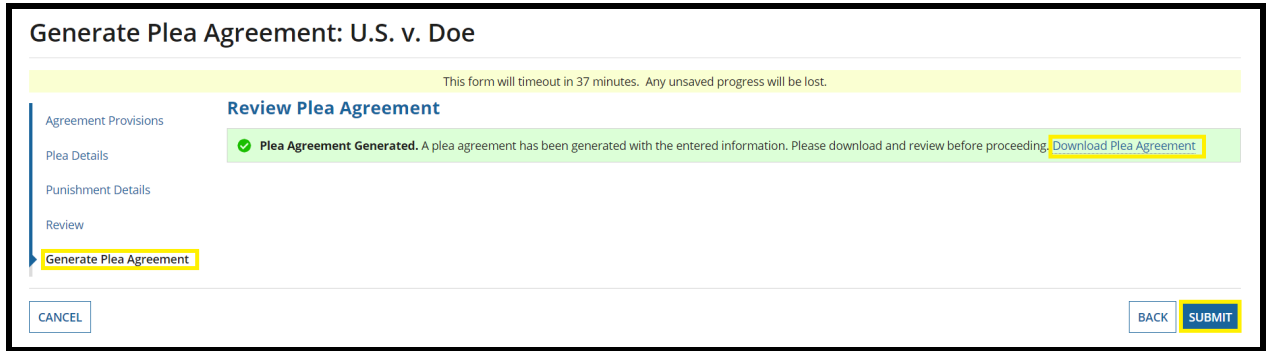 Generate Plea Agreement: U.S. v. Doe
This form will timeout in 37 minutes. Any unsaved progress will be lost.
Agreement Provisions
Plea Details
Punishment Details
Review
Generate Plea Agreement
Review Plea Agreement
Plea Agreement Generated. A plea agreement has been generated with the entered information. Please download and review before proceeding. Download Plea Agreement
CANCEL
BACK
SUBMIT